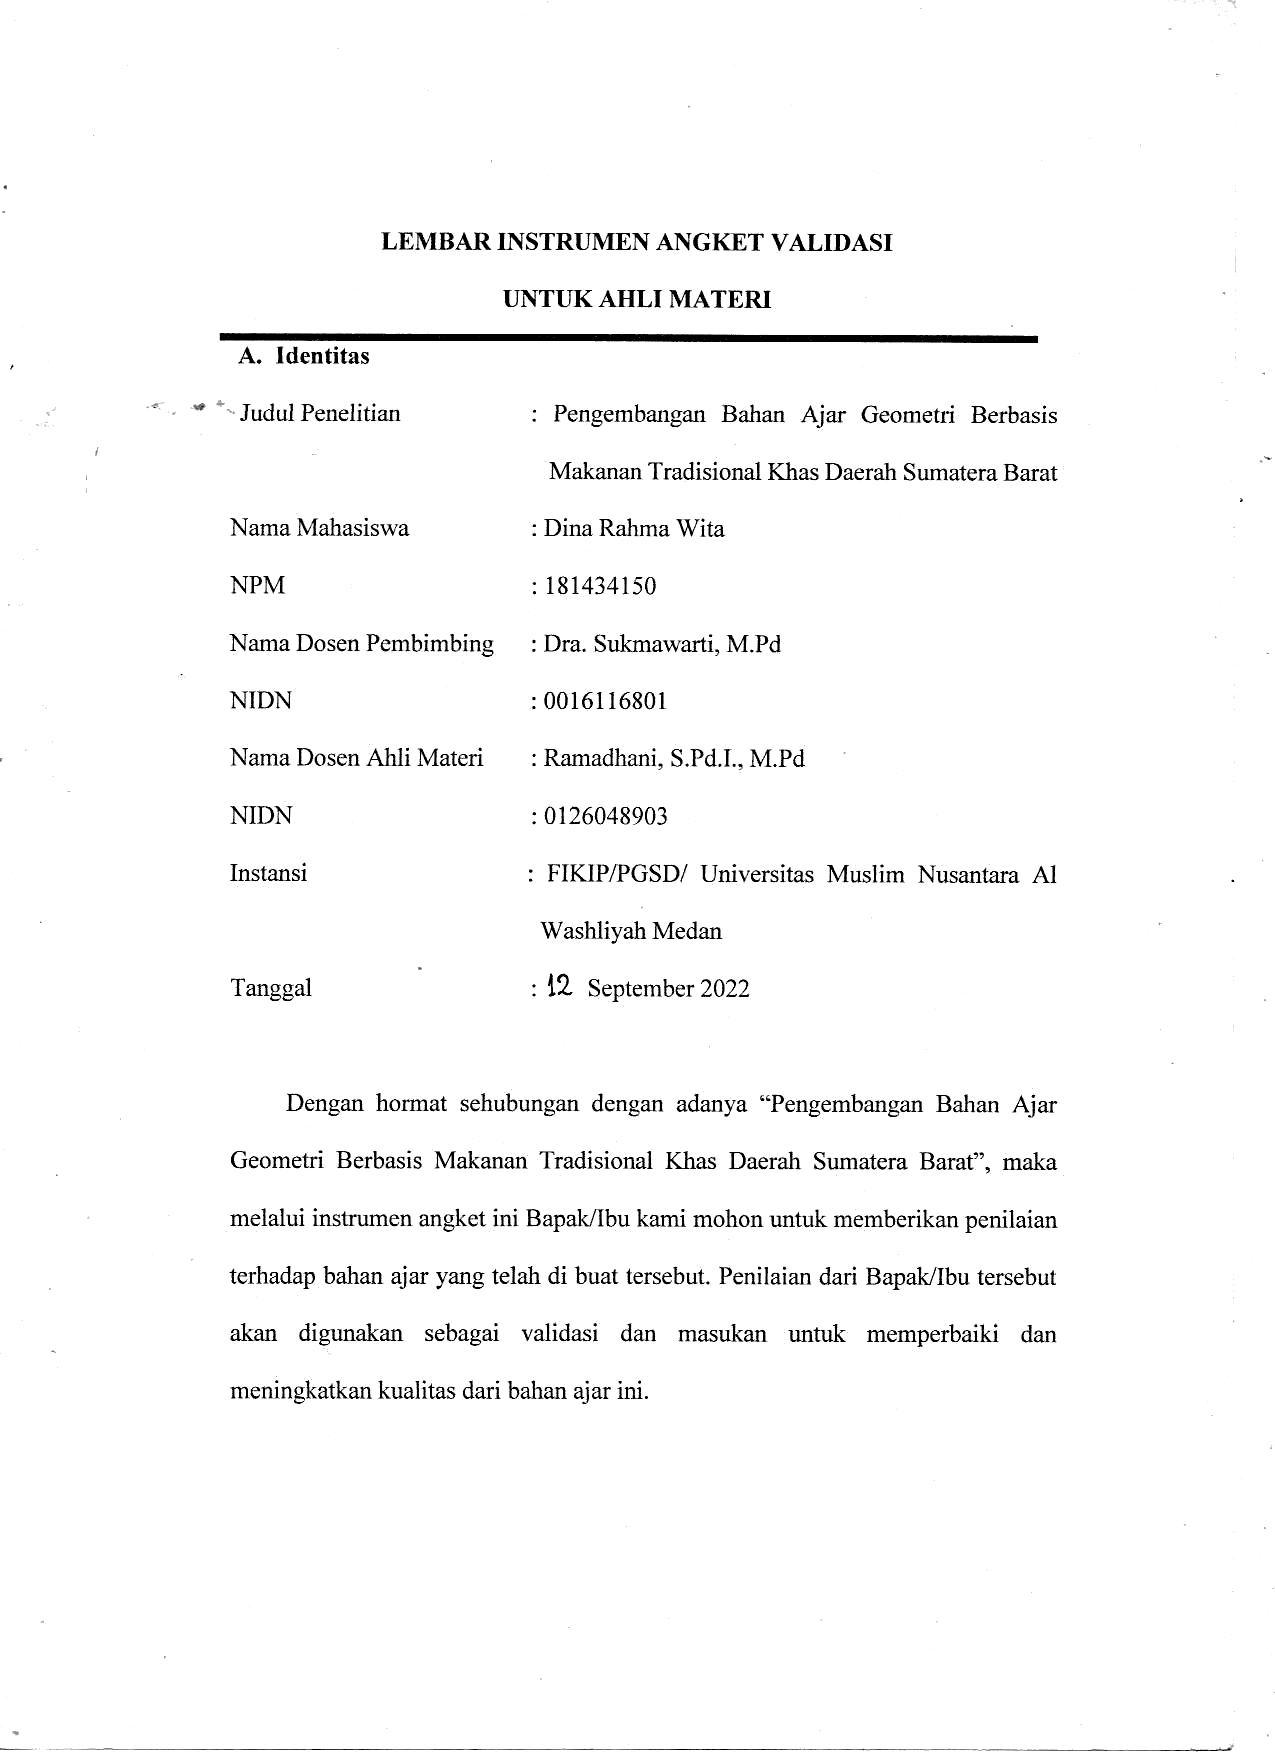 LEMBAR INSTRUMEN ANGKET VALIDASI
UNTUK AHLI MATERI
A. Identitas
Judul Penelitian : Pengembangan Bahan Ajar Geometri Berbasis
Makanan Tradisional Khas Daerah Sumatera Barat
Nama Mahasiswa : Dina Rahma Wita
NPM : 181434150
Nama Dosen Pembimbing : Dra. Sukmawarti, M.Pd
NIDN : 0016116801
Nama Dosen Ahli Materi : Ramadhani, S.Pd.I., M.Pd
NIDN : 0126048903
Instansi : FIKIP/PGSD/ Universitas Muslim Nusantara Al
Washliyah Medan
Tanggal : 12 September 2022
Dengan hormat sehubungan dengan adanya “Pengembangan Bahan Ajar
Geometri Berbasis Makanan Tradisional Khas Daerah Sumatera Barat”, maka
melalui instrumen angket ini Bapak/Ibu kami mohon untuk memberikan penilaian
terhadap bahan ajar yang telah di buat tersebut. Penilaian dari Bapak/Ibu tersebut
akan digunakan sebagai validasi dan masukan untuk memperbaiki dan
meningkatkan kualitas dari bahan ajar ini.